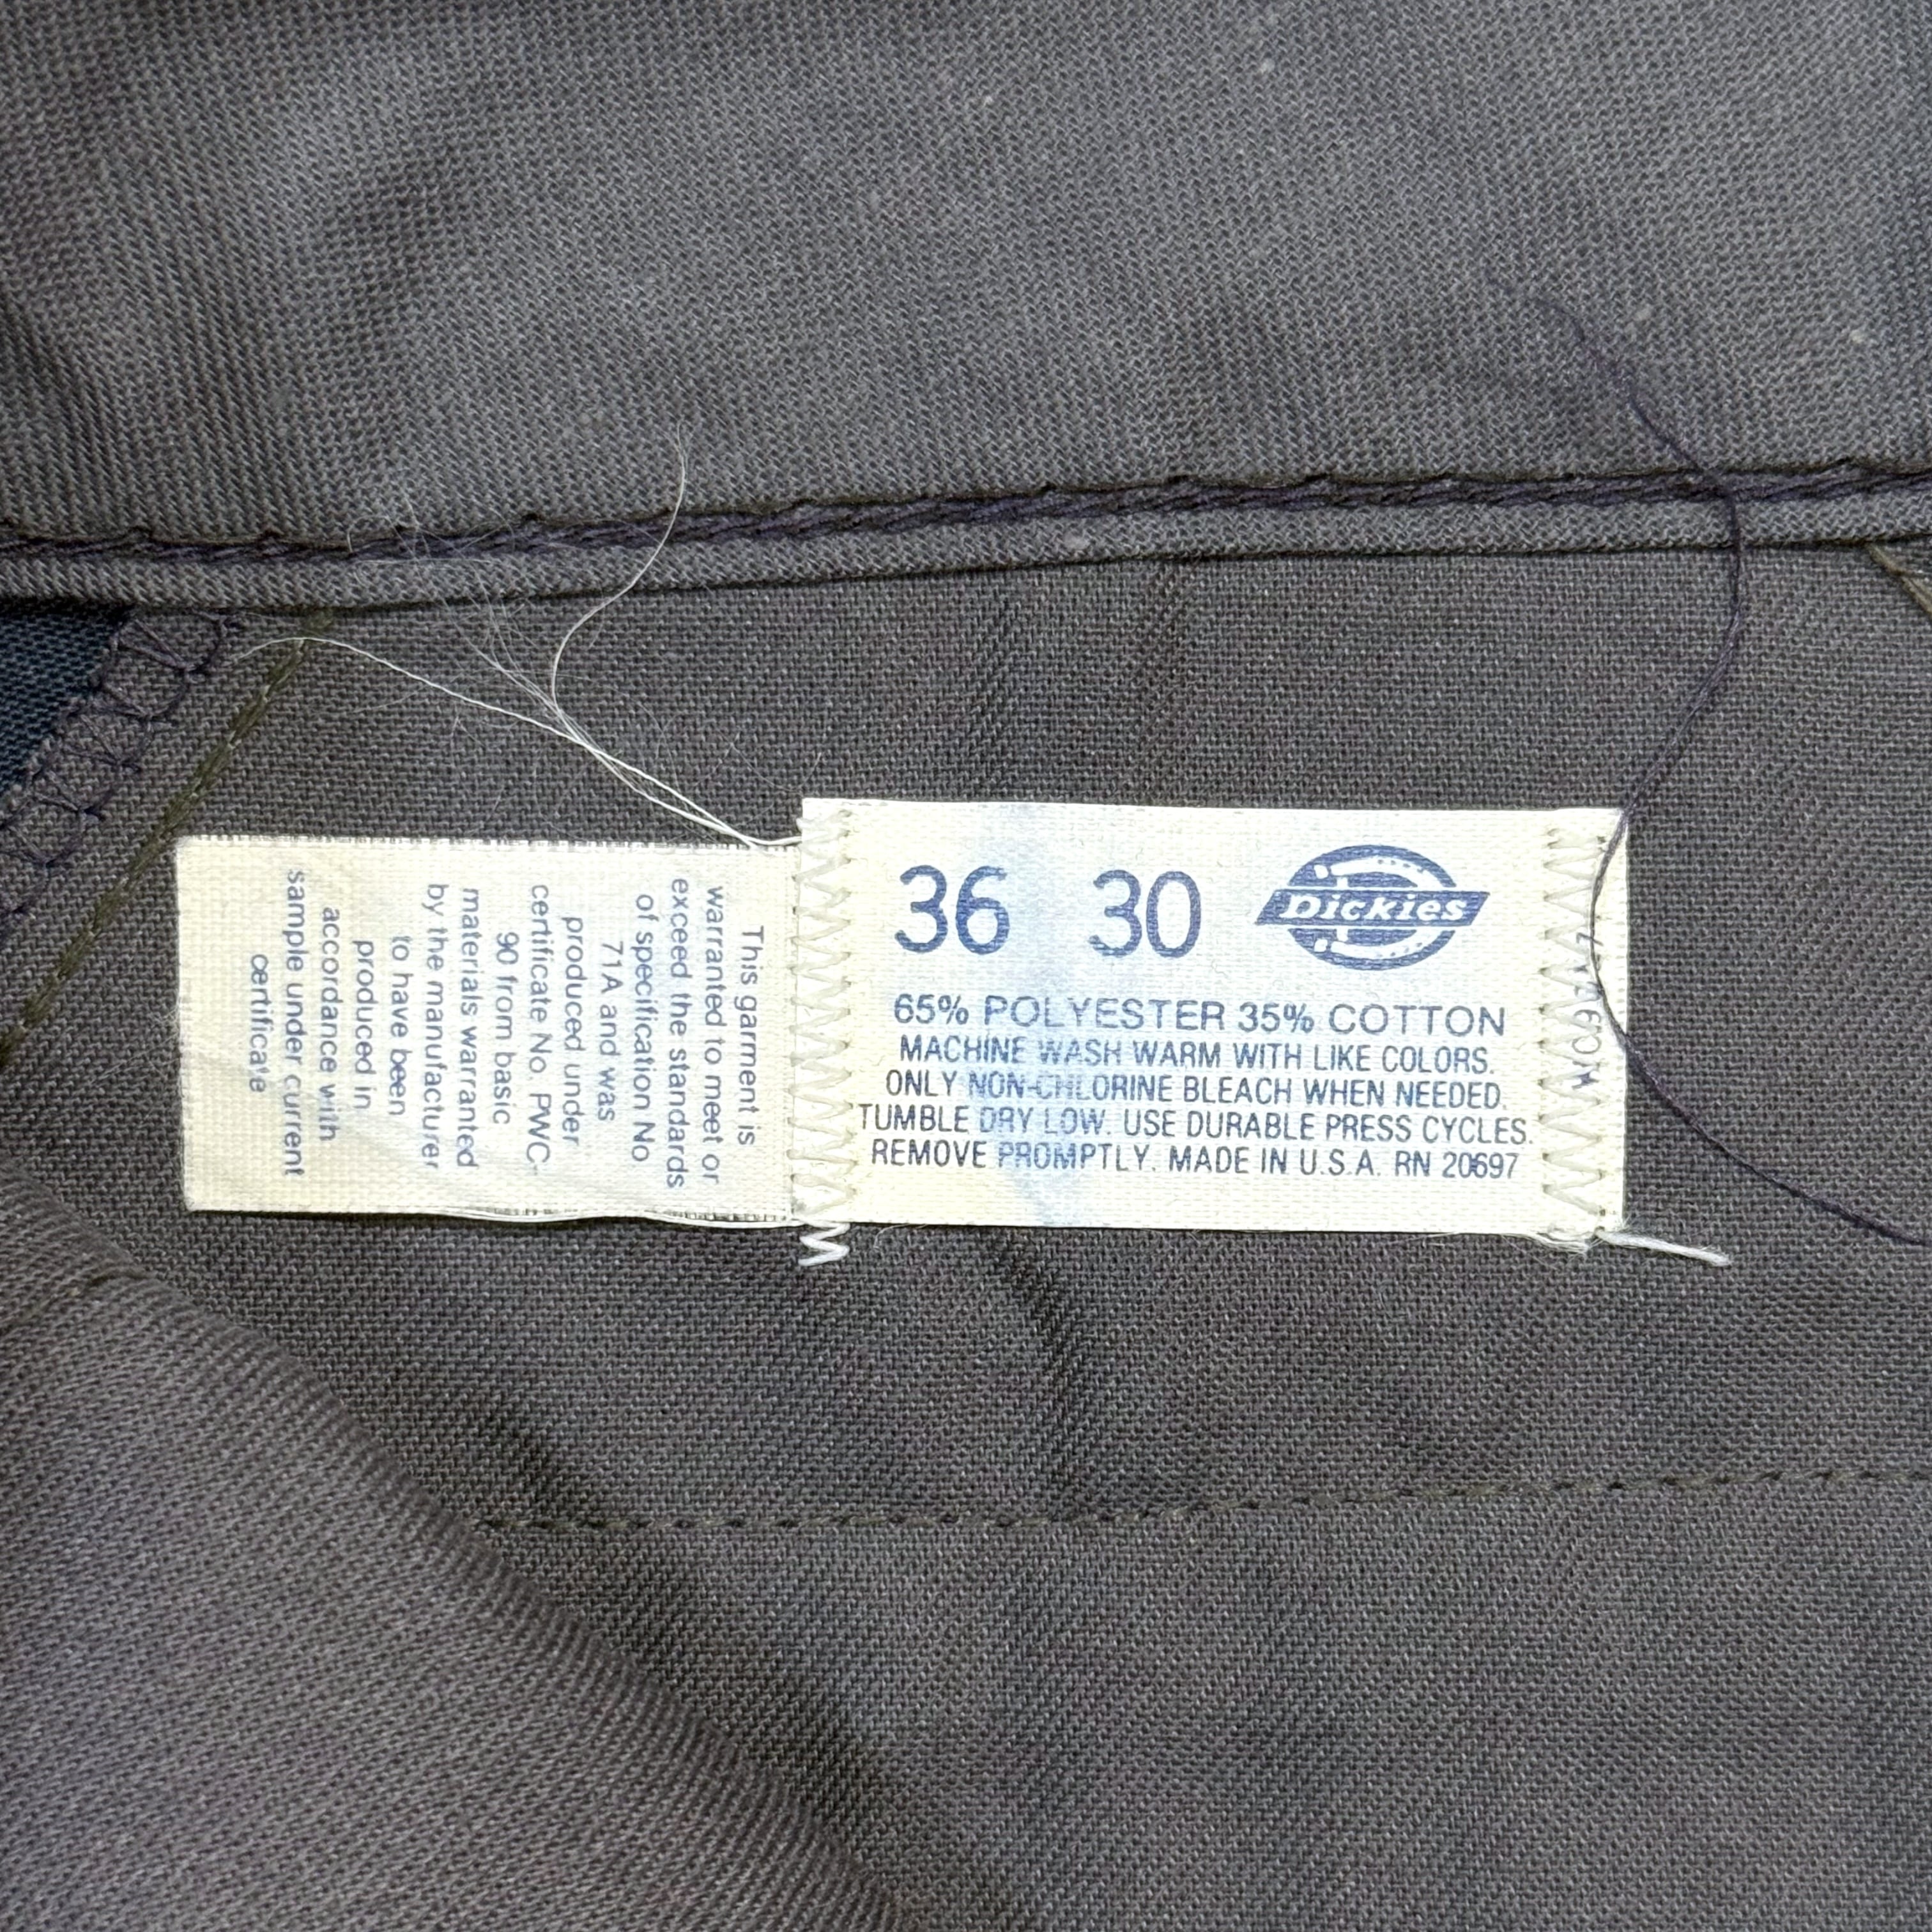 36 30 Dickies
65% POLYESTER 35% COTTON
MACHINE WASH WARM WITH LIKE COLORS.
ONLY NON-CHLORINE BLEACH WHEN NEEDED.
TUMBLE DRY LOW. USE DURABLE PRESS CYCLES.
REMOVE PROMPTLY. MADE IN U.S.A. RN 20697
This garment is
warranted to meet or
exceed the standards
of specification No
71A and was
produced under
certificate No. PWC-
90 from basic
materials warranted
by the manufacturer
to have been
produced in
accordance with
sample under current
certificate